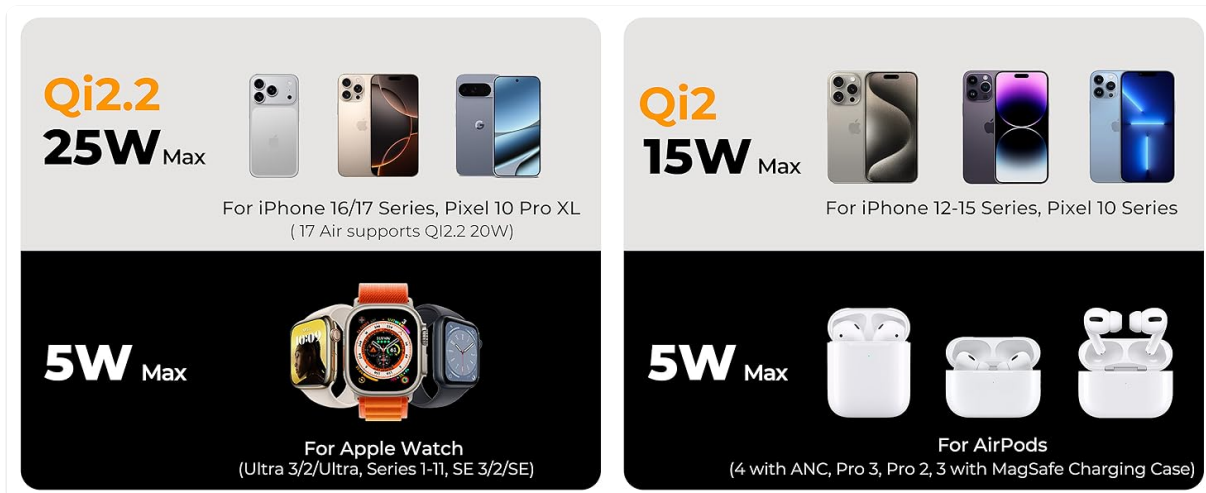 Qi2.2
25W Max
For iPhone 16/17 Series, Pixel 10 Pro XL
( 17 Air supports QI2.2 20W)
Qi2
15W Max
For iPhone 12-15 Series, Pixel 10 Series
5W Max
For Apple Watch
(Ultra 3/2/Ultra, Series 1-11, SE 3/2/SE)
5W Max
For AirPods
(4 with ANC, Pro 3, Pro 2, 3 with MagSafe Charging Case)